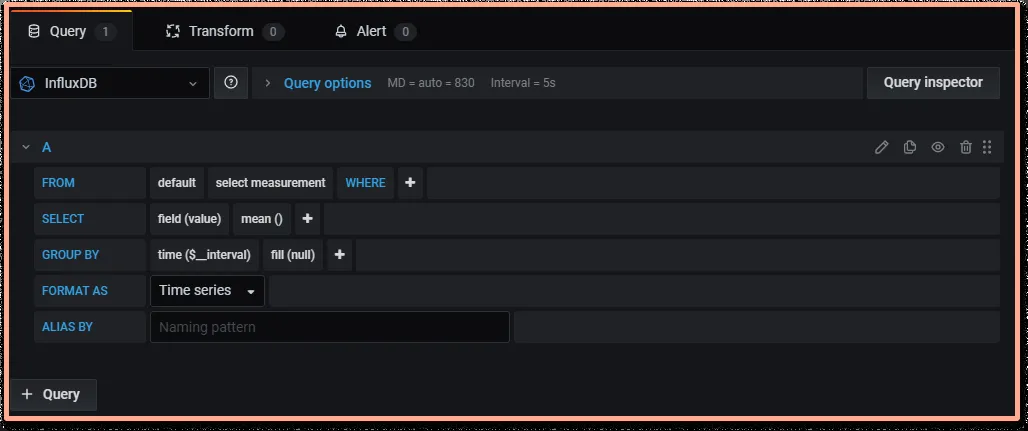 Query 1 Transform 0 Alert 0
InfluxDB Query options MD = auto = 830 Interval = 5s Query inspector
A
FROM default select measurement WHERE +
SELECT field (value) mean () +
GROUP BY time ($__interval) fill (null) +
FORMAT AS Time series
ALIAS BY Naming pattern
+ Query